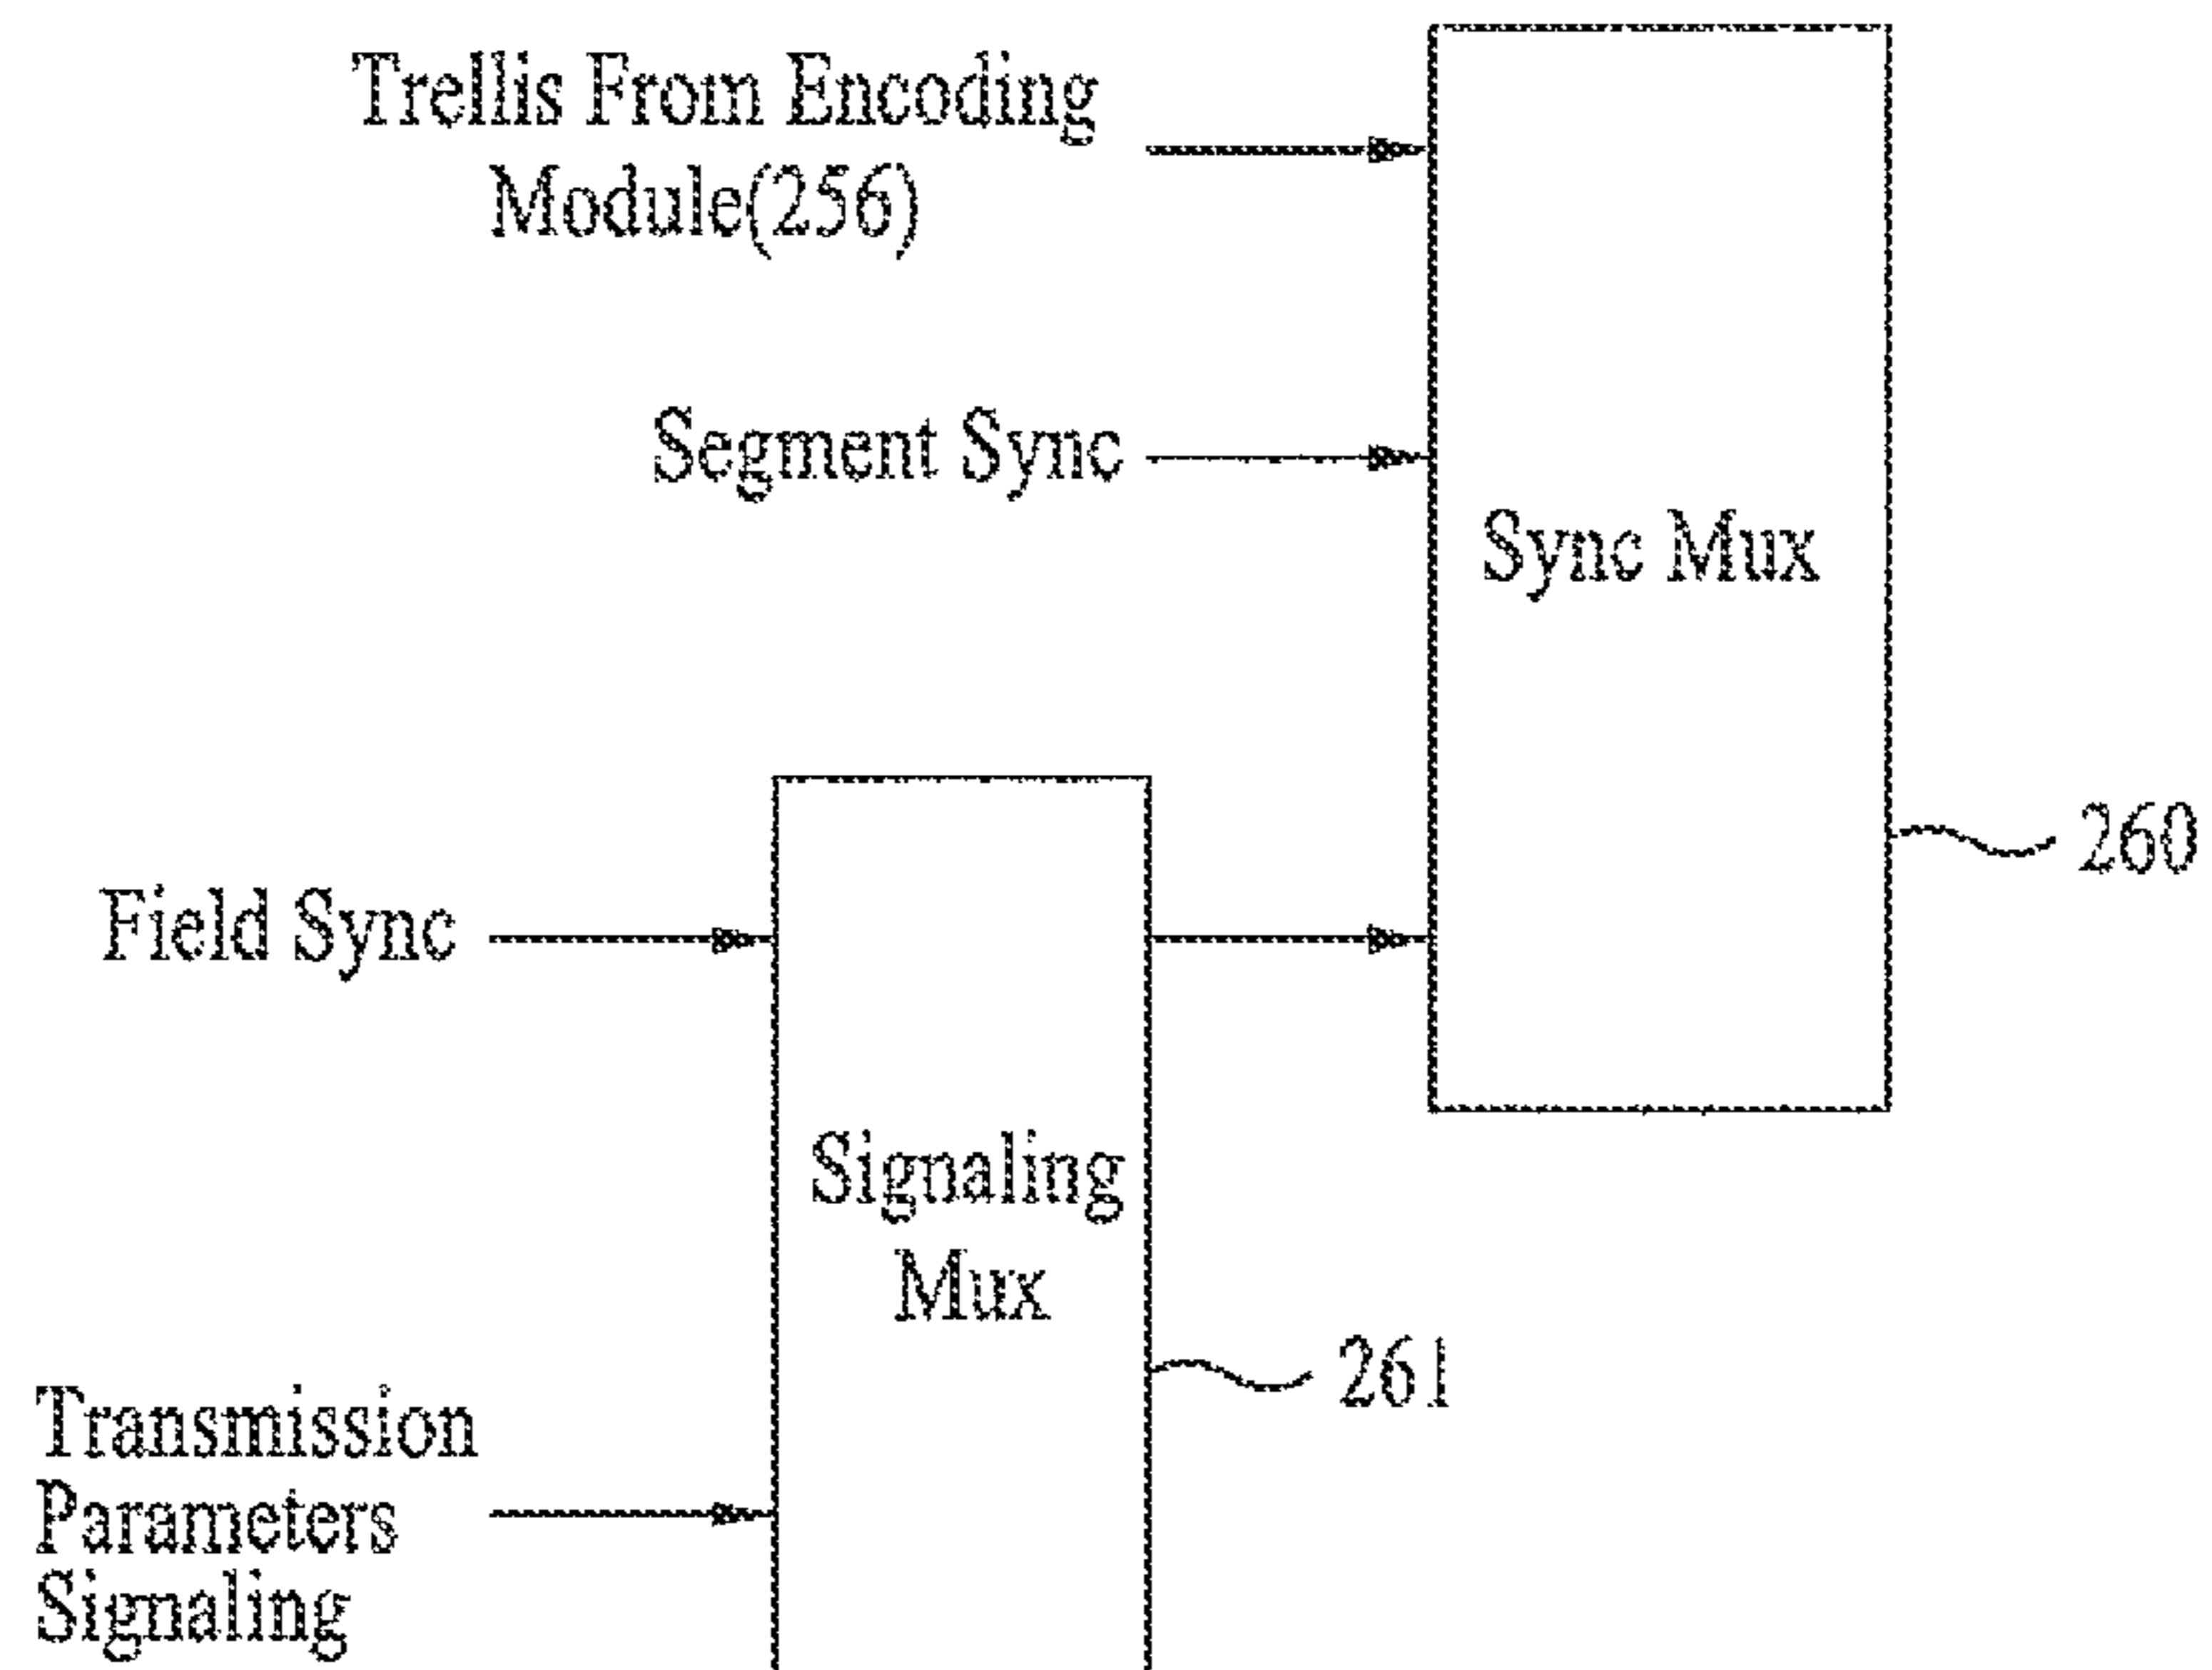 Trellis From Encoding
Module(256)
Segment Sync
Sync Mux
260
Field Sync
Signaling
Mux
261
Transmission
Parameters
Signaling